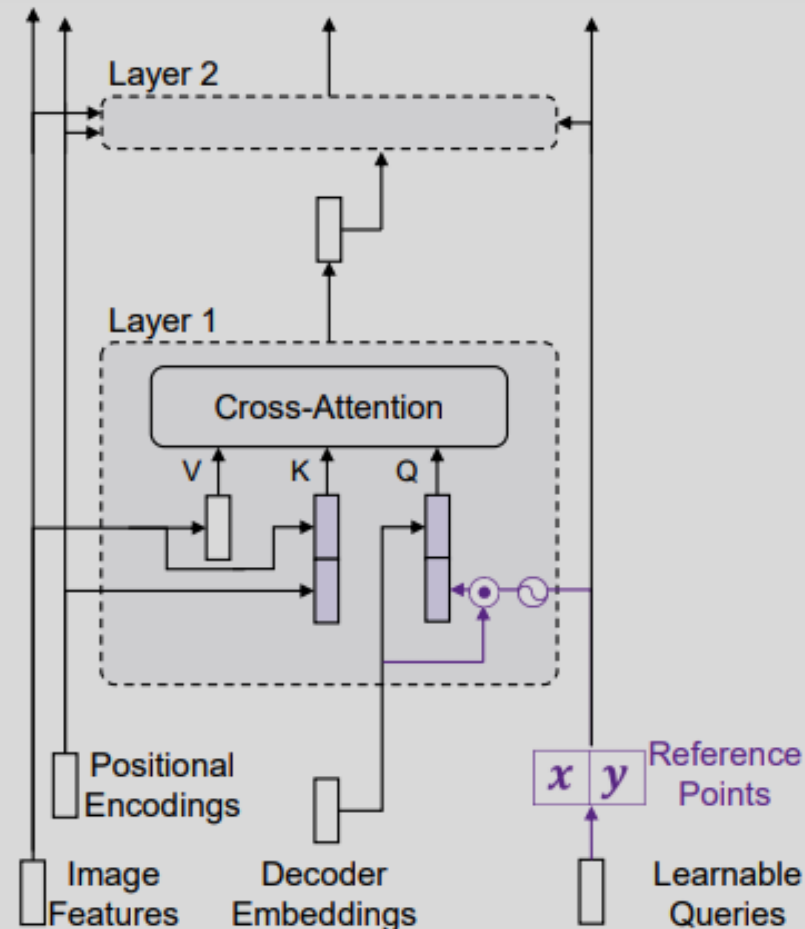 Layer 2
Layer 1
Cross-Attention
V K Q
Positional
Encodings
x y
Reference
Points
Image
Features
Decoder
Embeddings
Learnable
Queries